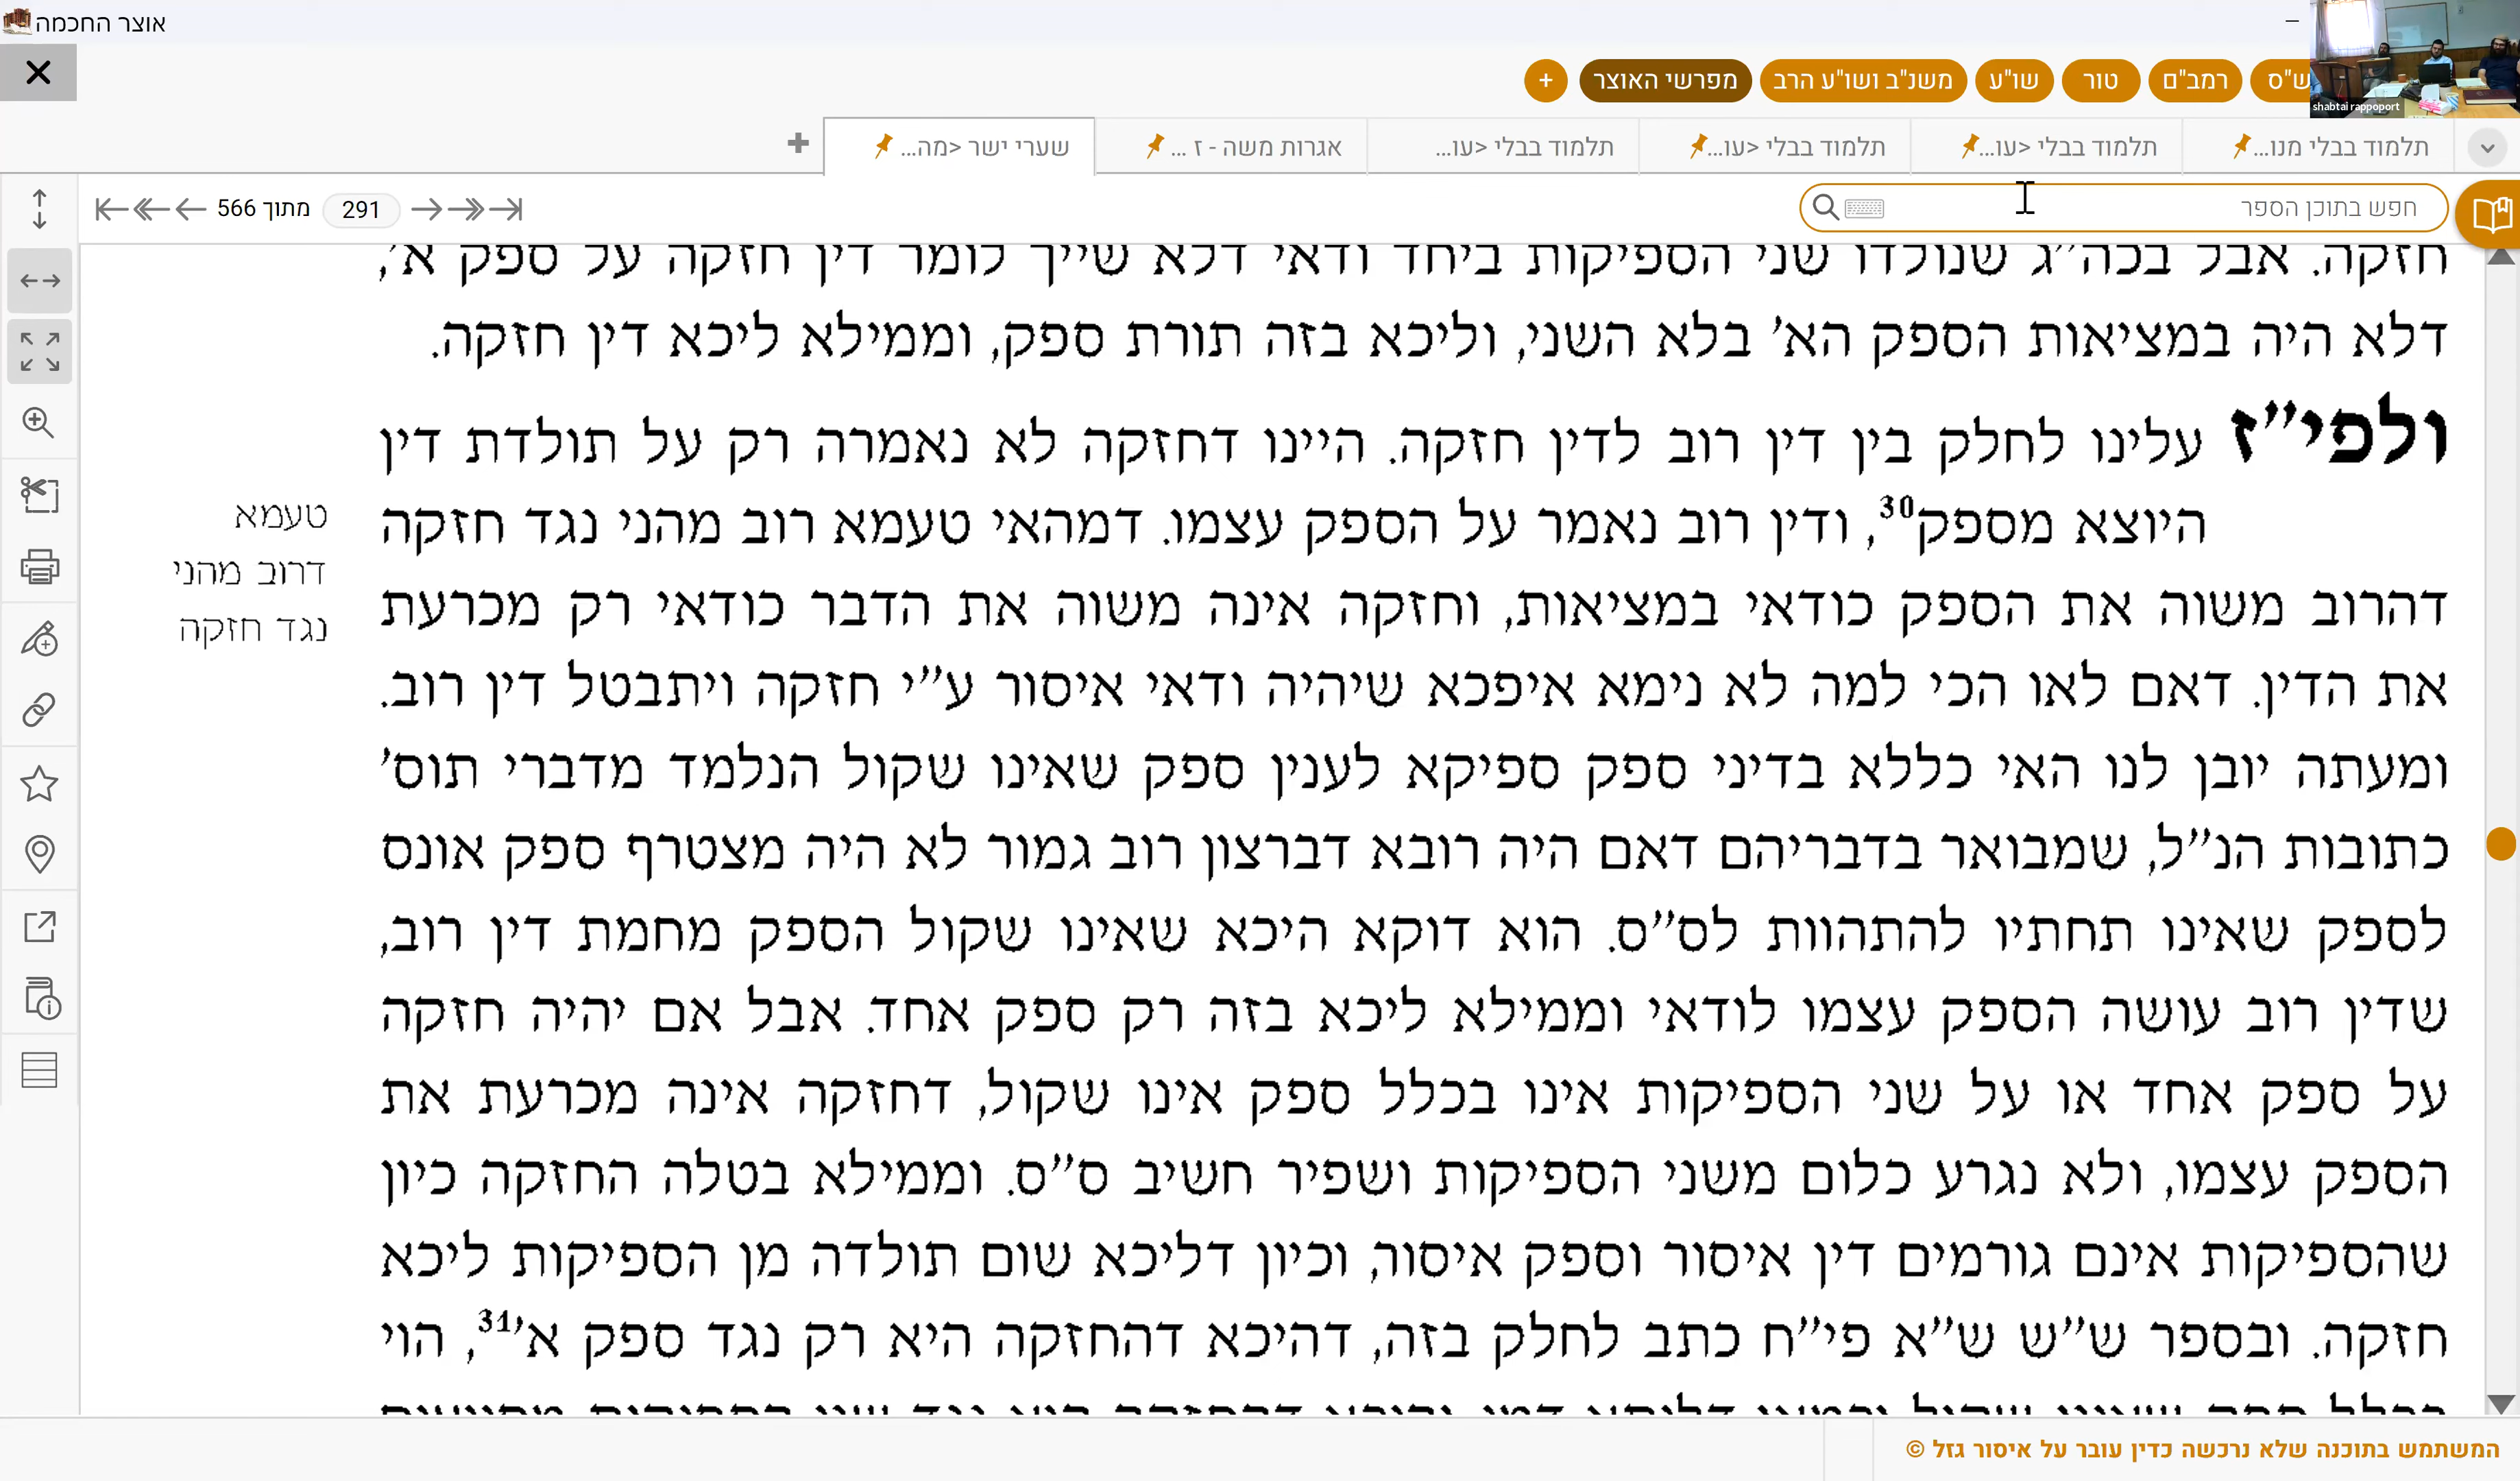 אוצר החכמה
ש"ס
רמב"ם
טור
שו"ע
משנ"ב ושו"ע הרב
מפרשי האוצר
+
shabtai rappoport
תלמוד בבלי מנו...
תלמוד בבלי <עו...
תלמוד בבלי <עו...
תלמוד בבלי <עו...
אגרות משה - ז ...
שערי ישר <מה...
חפש בתוכן הספר
291 מתוך 566
חזקה. אבל בכה״ג שנולדו שני הספיקות ביחד ודאי דלא שייך לומר דין חזקה על ספק א׳,
דלא היה במציאות הספק הא׳ בלא השני, וליכא בזה תורת ספק, וממילא ליכא דין חזקה.
ולפי״ז עלינו לחלק בין דין רוב לדין חזקה. היינו דחזקה לא נאמרה רק על תולדת דין
היוצא מספק30, ודין רוב נאמר על הספק עצמו. דמהאי טעמא רוב מהני נגד חזקה
דהרוב משוה את הספק כודאי במציאות, וחזקה אינה משוה את הדבר כודאי רק מכרעת
את הדין. דאם לאו הכי למה לא נימא איפכא שיהיה ודאי איסור ע״י חזקה ויתבטל דין רוב.
ומעתה יובן לנו האי כללא בדיני ספק ספיקא לענין ספק שאינו שקול הנלמד מדברי תוס׳
כתובות הנ״ל, שמבואר בדבריהם דאם היה רובא דברצון רוב גמור לא היה מצטרף ספק אונס
לספק שאינו תחתיו להתהוות לס״ס. הוא דוקא היכא שאינו שקול הספק מחמת דין רוב,
שדין רוב עושה הספק עצמו לודאי וממילא ליכא בזה רק ספק אחד. אבל אם יהיה חזקה
על ספק אחד או על שני הספיקות אינו בכלל ספק אינו שקול, דחזקה אינה מכרעת את
הספק עצמו, ולא נגרע כלום משני הספיקות ושפיר חשיב ס״ס. וממילא בטלה החזקה כיון
שהספיקות אינם גורמים דין איסור וספק איסור, וכיון דליכא שום תולדה מן הספיקות ליכא
חזקה. ובספר ש״ש ש״א פי״ח כתב לחלק בזה, דהיכא דהחזקה היא רק נגד ספק א׳31, הוי
טעמא
דרוב מהני
נגד חזקה
המשתמש בתוכנה שלא נרכשה כדין עובר על איסור גזל ©